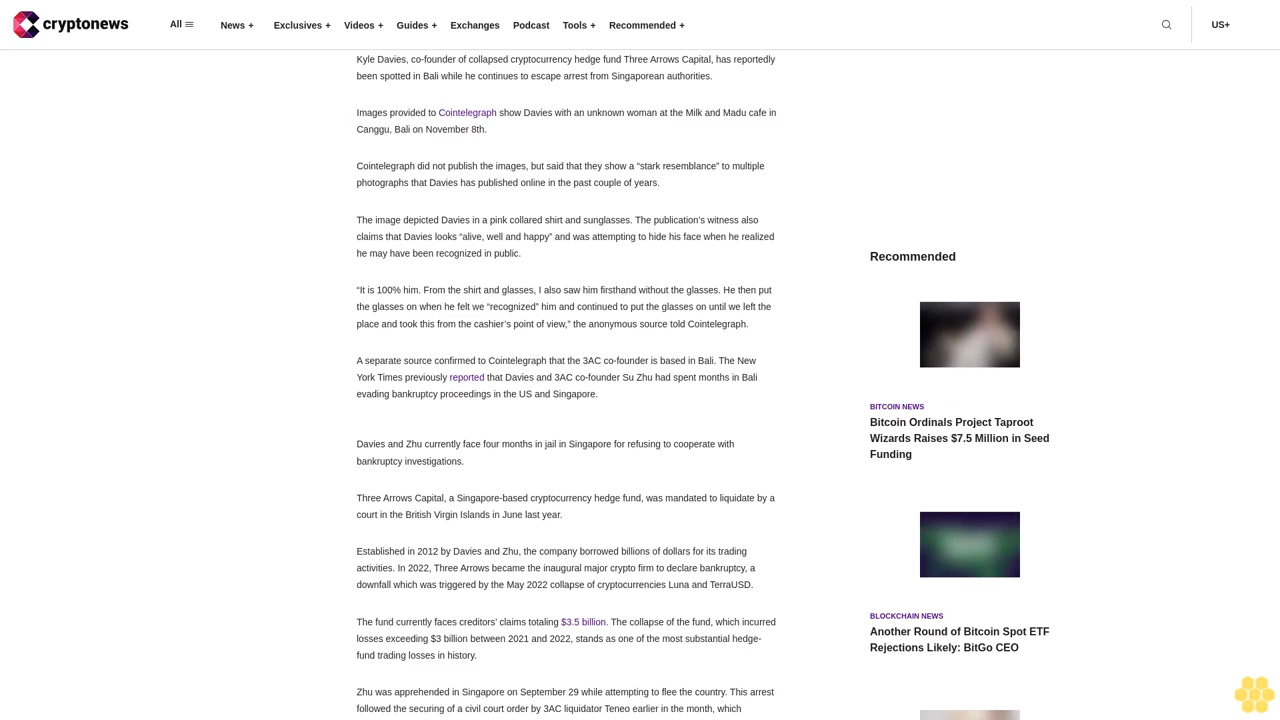 cryptonews
All
News +
Exclusives +
Videos +
Guides +
Exchanges
Podcast
Tools +
Recommended +
US+
Kyle Davies, co-founder of collapsed cryptocurrency hedge fund Three Arrows Capital, has reportedly
been spotted in Bali while he continues to escape arrest from Singaporean authorities.
Images provided to Cointelegraph show Davies with an unknown woman at the Milk and Madu cafe in
Canggu, Bali on November 8th.
Cointelegraph did not publish the images, but said that they show a “stark resemblance” to multiple
photographs that Davies has published online in the past couple of years.
The image depicted Davies in a pink collared shirt and sunglasses. The publication’s witness also
claims that Davies looks “alive, well and happy” and was attempting to hide his face when he realized
he may have been recognized in public.
“It is 100% him. From the shirt and glasses, I also saw him firsthand without the glasses. He then put
the glasses on when he felt we “recognized” him and continued to put the glasses on until we left the
place and took this from the cashier’s point of view,” the anonymous source told Cointelegraph.
A separate source confirmed to Cointelegraph that the 3AC co-founder is based in Bali. The New
York Times previously reported that Davies and 3AC co-founder Su Zhu had spent months in Bali
evading bankruptcy proceedings in the US and Singapore.
Davies and Zhu currently face four months in jail in Singapore for refusing to cooperate with
bankruptcy investigations.
Three Arrows Capital, a Singapore-based cryptocurrency hedge fund, was mandated to liquidate by a
court in the British Virgin Islands in June last year.
Established in 2012 by Davies and Zhu, the company borrowed billions of dollars for its trading
activities. In 2022, Three Arrows became the inaugural major crypto firm to declare bankruptcy, a
downfall which was triggered by the May 2022 collapse of cryptocurrencies Luna and TerraUSD.
The fund currently faces creditors’ claims totaling $3.5 billion. The collapse of the fund, which incurred
losses exceeding $3 billion between 2021 and 2022, stands as one of the most substantial hedge-
fund trading losses in history.
Zhu was apprehended in Singapore on September 29 while attempting to flee the country. This arrest
followed the securing of a civil court order by 3AC liquidator Teneo earlier in the month, which
Recommended
BITCOIN NEWS
Bitcoin Ordinals Project Taproot
Wizards Raises $7.5 Million in Seed
Funding
BLOCKCHAIN NEWS
Another Round of Bitcoin Spot ETF
Rejections Likely: BitGo CEO